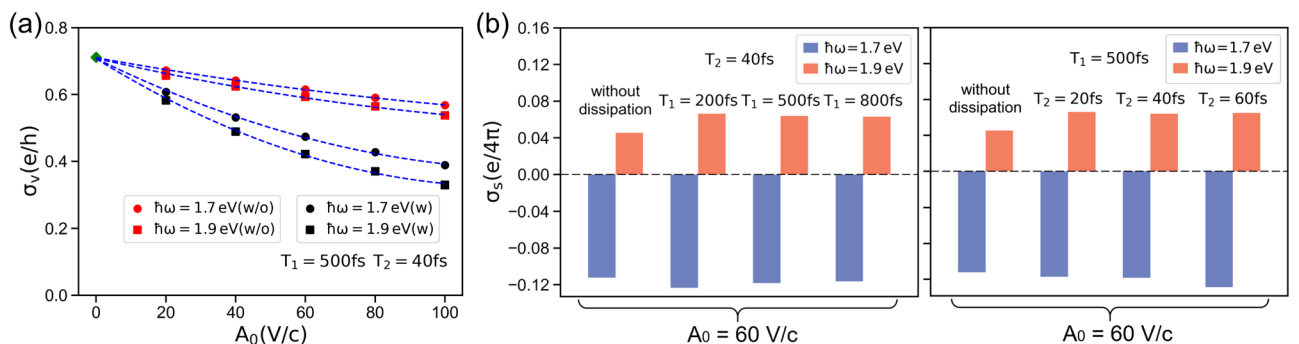 (a)
0.8
0.6
0.4
0.2
0.0
σᵥ(e/h)
ħω = 1.7 eV(w/o)
ħω = 1.9 eV(w/o)
ħω = 1.7 eV(w)
ħω = 1.9 eV(w)
T₁ = 500fs T₂ = 40fs
0 20 40 60 80 100
A₀(V/c)
(b)
0.16
0.12
0.08
0.04
0.00
−0.04
−0.08
−0.12
σₛ(e/4π)
ħω = 1.7 eV
ħω = 1.9 eV
T₂ = 40fs
without
dissipation
T₁ = 200fs T₁ = 500fs T₁ = 800fs
A₀ = 60 V/c
ħω = 1.7 eV
ħω = 1.9 eV
T₁ = 500fs
without
dissipation
T₂ = 20fs T₂ = 40fs T₂ = 60fs
A₀ = 60 V/c